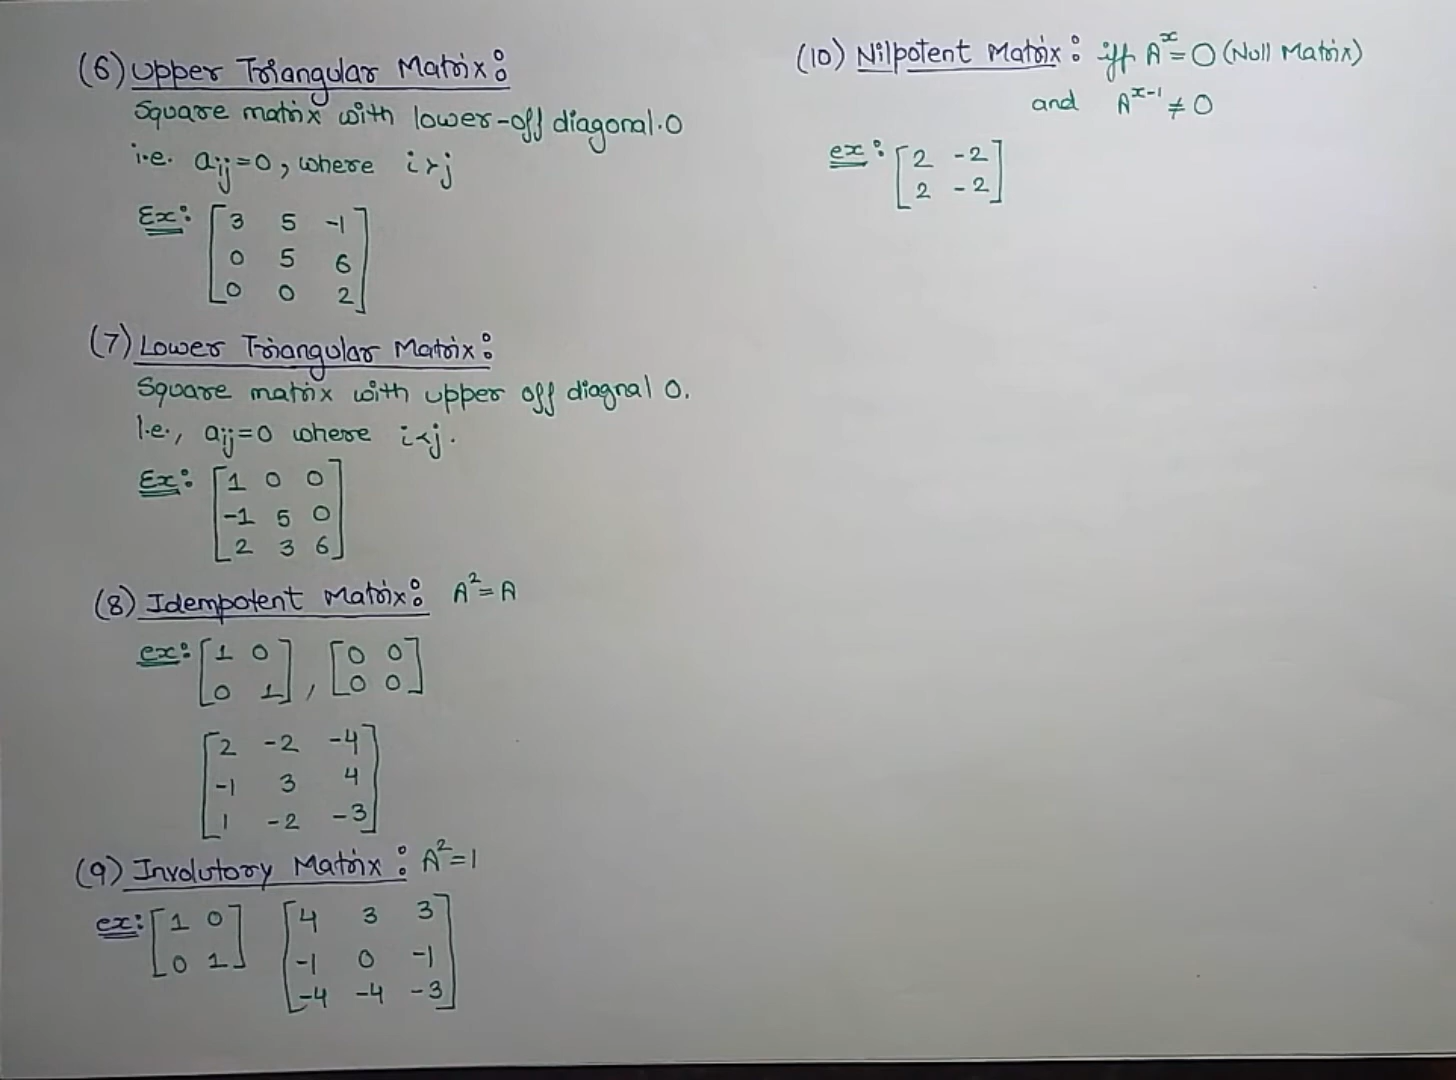 (6) Upper Triangular Matrix:
Square matrix with lower-off diagonal.0
i.e. aij=0, where i>j
Ex: [3 5 -1
0 5 6
0 0 2]
(7) Lower Triangular Matrix:
Square matrix with upper off diagnal 0.
I.e., aij=0 where i<j.
Ex: [1 0 0
-1 5 0
2 3 6]
(8) Idempotent Matrix: A²=A
ex: [1 0
0 1], [0 0
0 0]
[2 -2 -4
-1 3 4
1 -2 -3]
(9) Involutory Matrix: A²=1
ex: [1 0
0 1] [4 3 3
-1 0 -1
-4 -4 -3]
(10) Nilpotent Matrix: iff Aˣ=0 (Null Matrix)
and Aˣ⁻¹≠0
ex: [2 -2
2 -2]